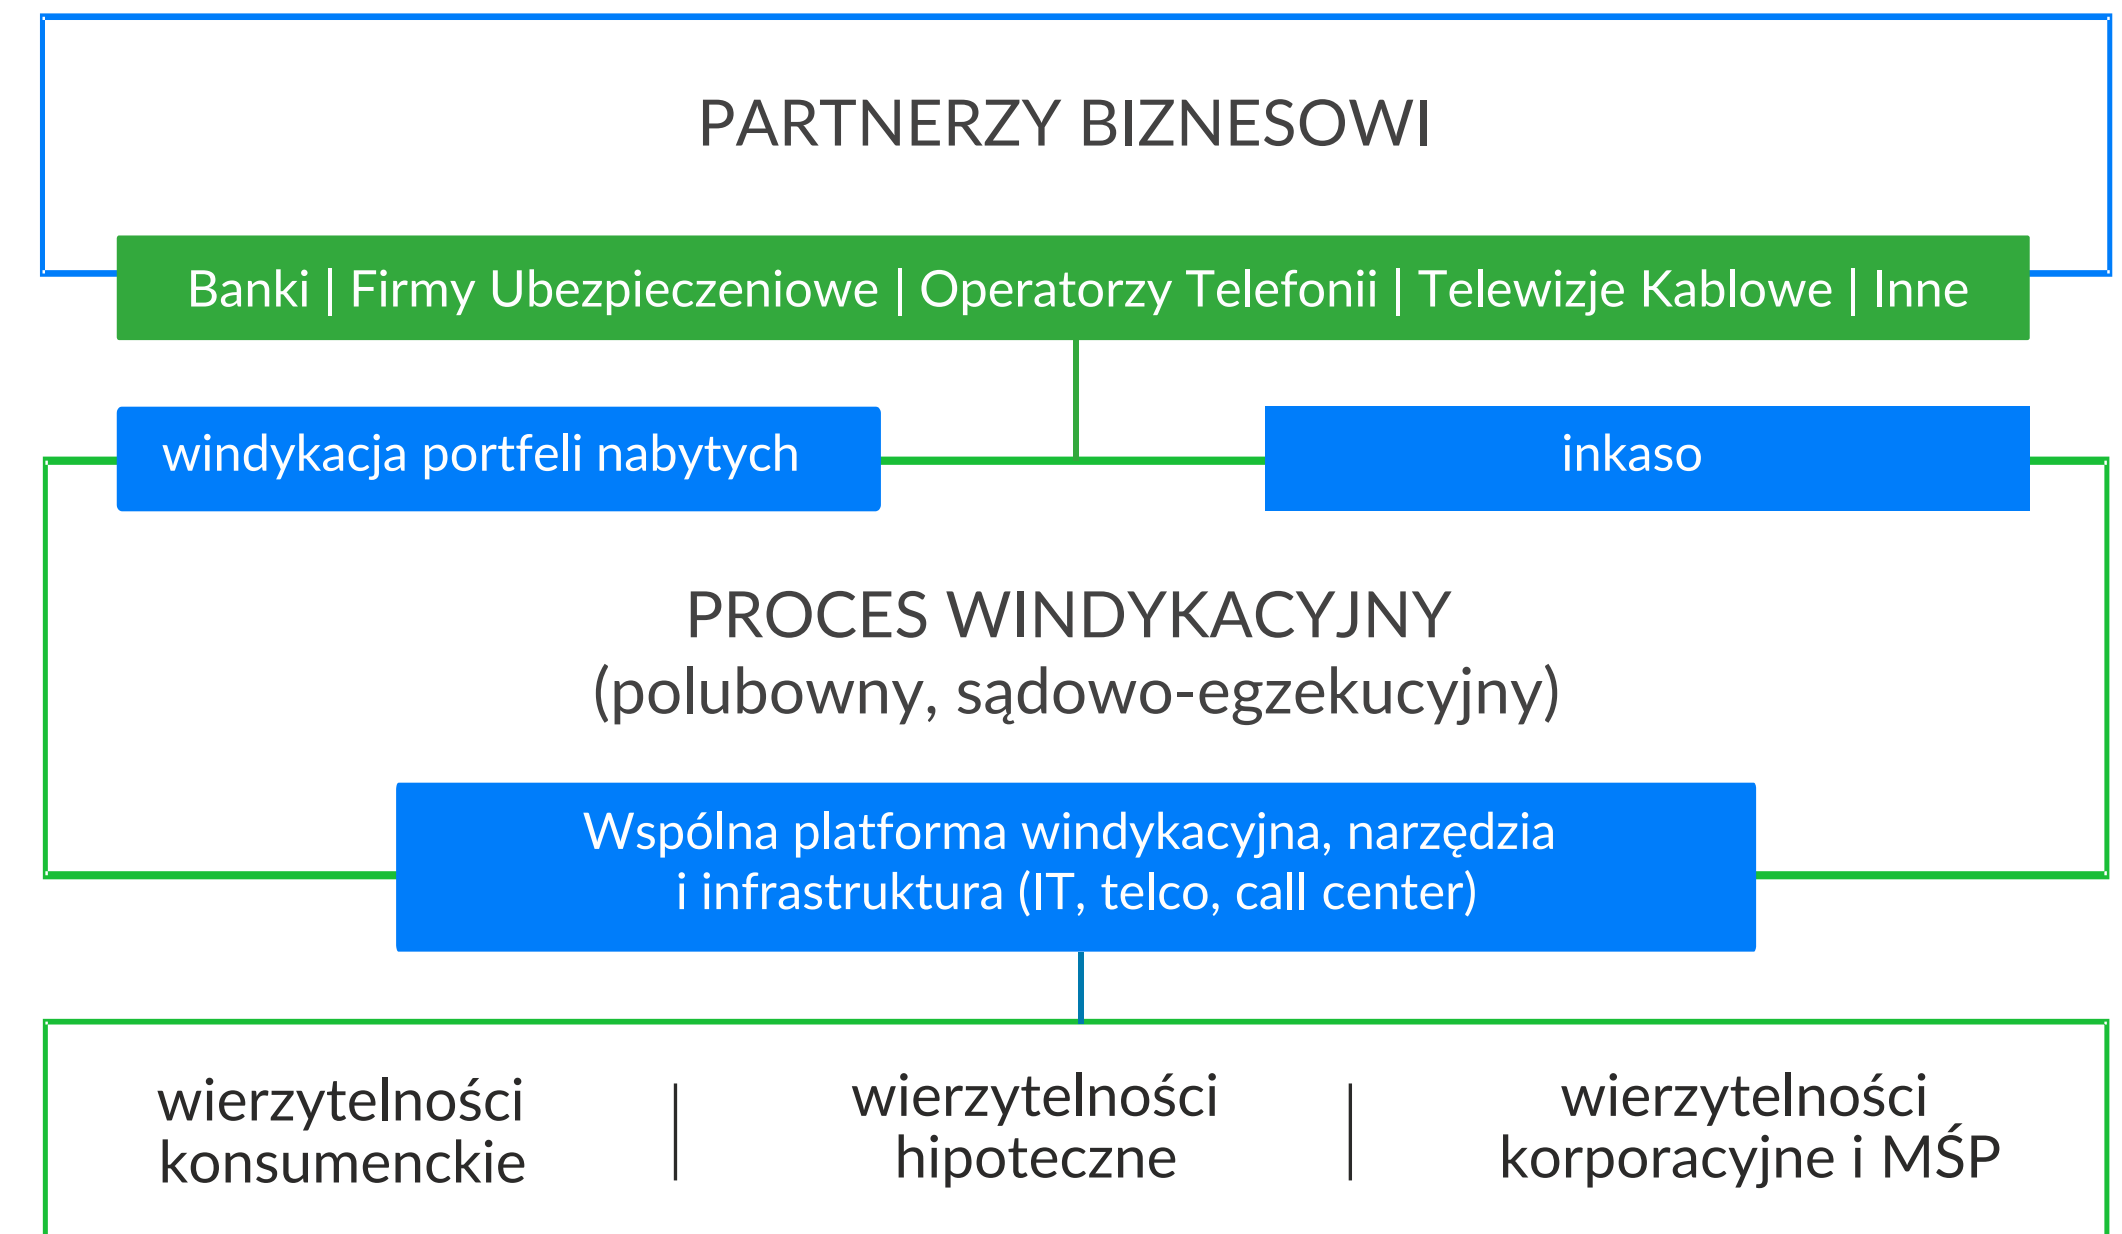 PARTNERZY BIZNESOWI
Banki | Firmy Ubezpieczeniowe | Operatorzy Telefonii | Telewizje Kablowe | Inne
windykacja portfeli nabytych
inkaso
PROCES WINDYKACYJNY
(polubowny, sądowo-egzekucyjny)
Wspólna platforma windykacyjna, narzędzia
i infrastruktura (IT, telco, call center)
wierzytelności
konsumenckie
wierzytelności
hipoteczne
wierzytelności
korporacyjne i MŚP